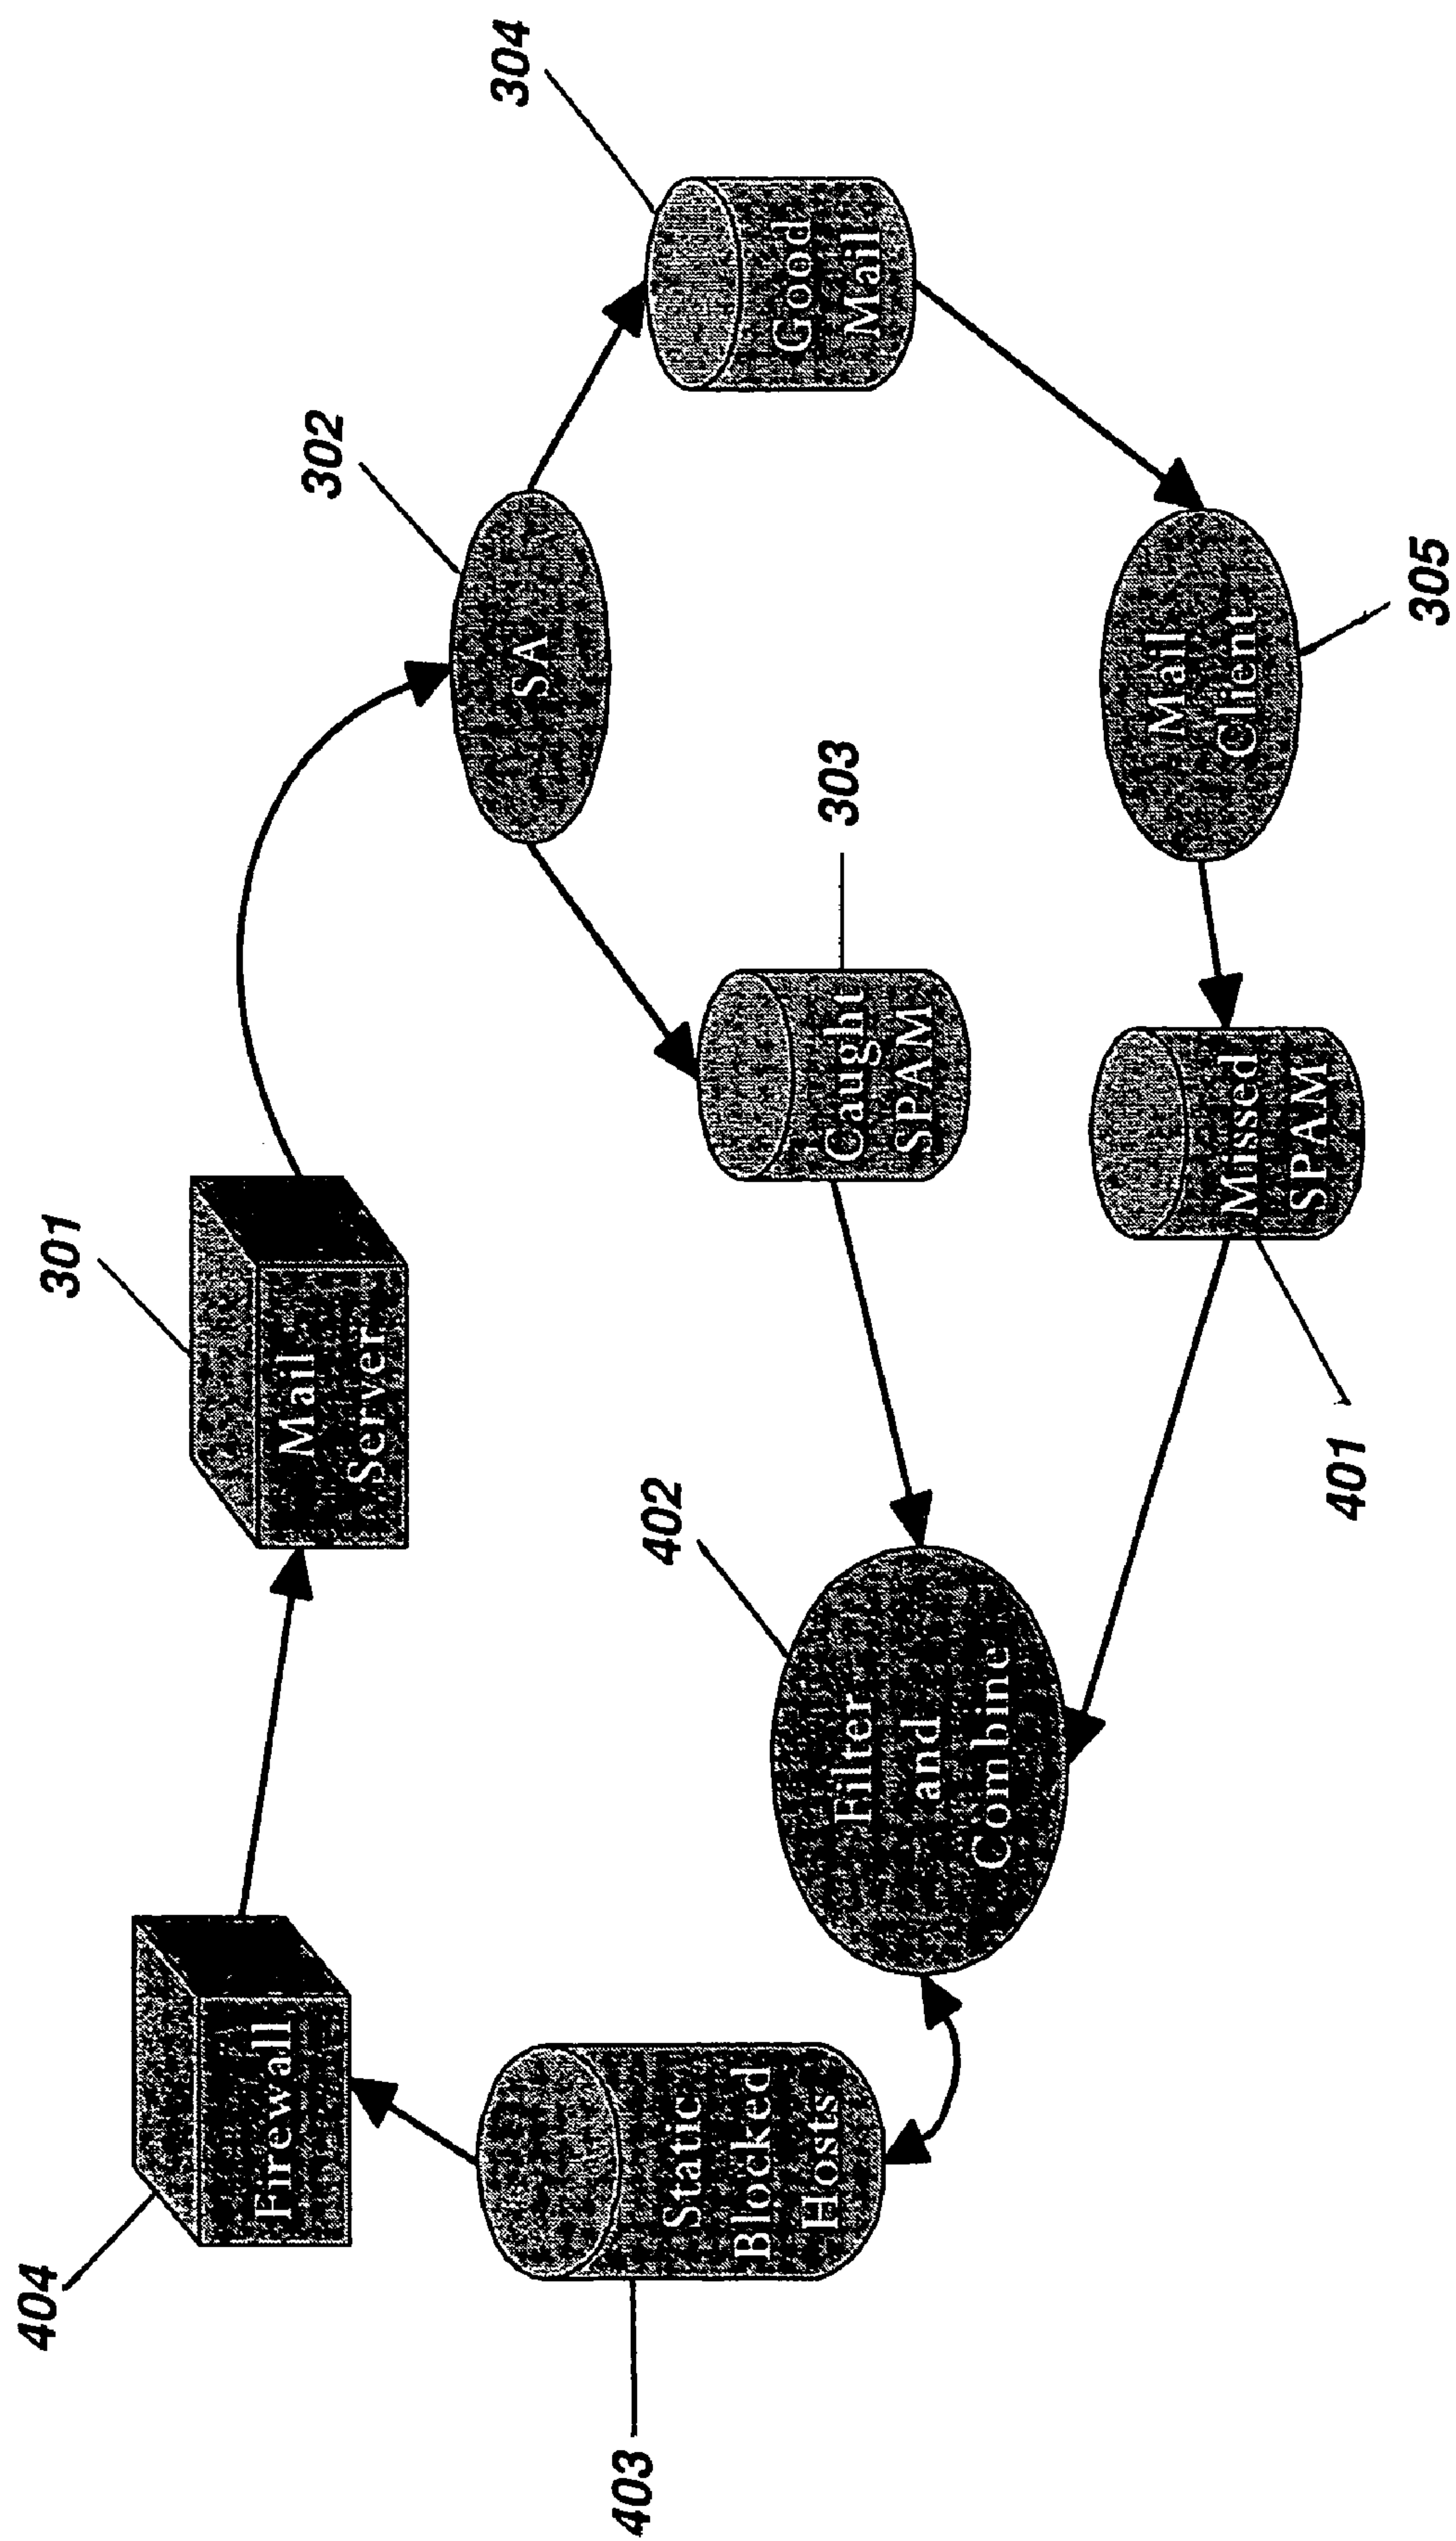 404
Firewall
301
Mail
Server
302
SA
304
Good
Mail
303
Caught
SPAM
403
Static
Blocked
Hosts
402
Filter
and
Combine
401
Missed
SPAM
Mail
Client
305